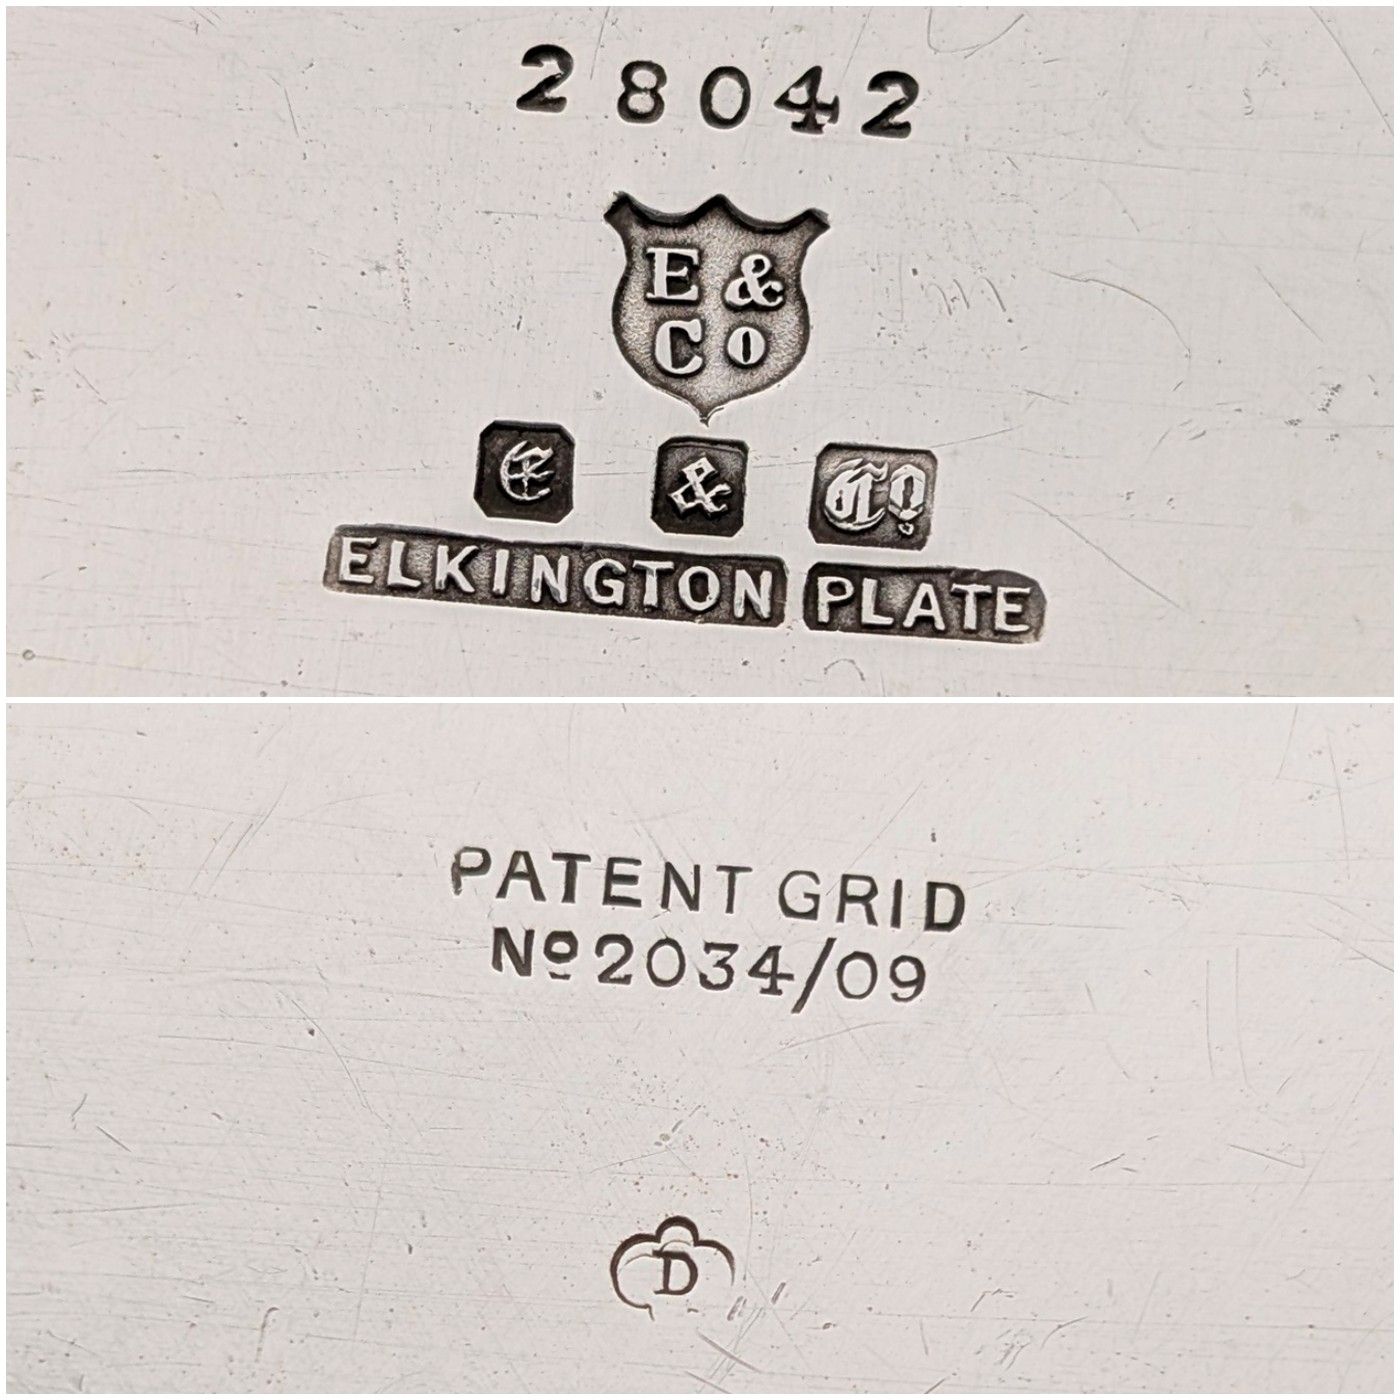 28042
E &
Co
E & Co
ELKINGTON PLATE
PATENT GRID
No 2034/09
D